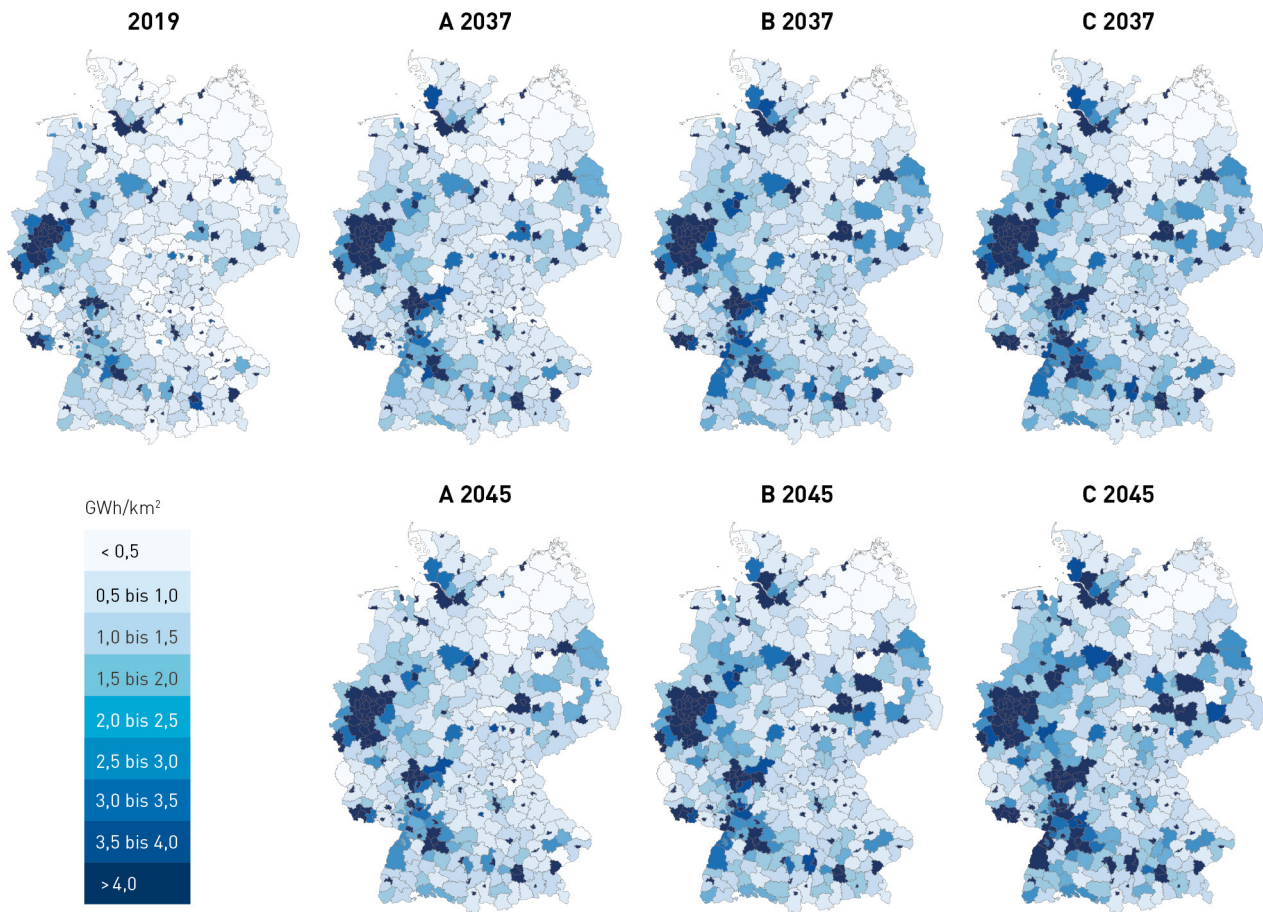 2019
A 2037
B 2037
C 2037
A 2045
B 2045
C 2045
GWh/km²
< 0,5
0,5 bis 1,0
1,0 bis 1,5
1,5 bis 2,0
2,0 bis 2,5
2,5 bis 3,0
3,0 bis 3,5
3,5 bis 4,0
> 4,0